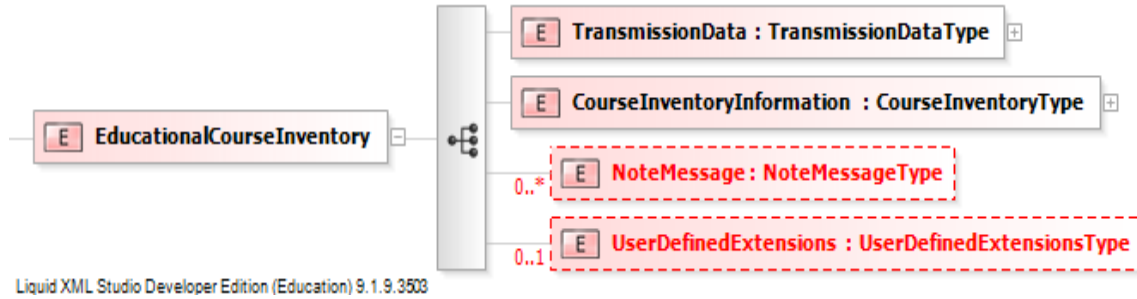 E TransmissionData : TransmissionDataType
E CourseInventoryInformation : CourseInventoryType
E EducationalCourseInventory
0..* E NoteMessage : NoteMessageType
0..1 E UserDefinedExtensions : UserDefinedExtensionsType
Liquid XML Studio Developer Edition (Education) 9.1.9.3503